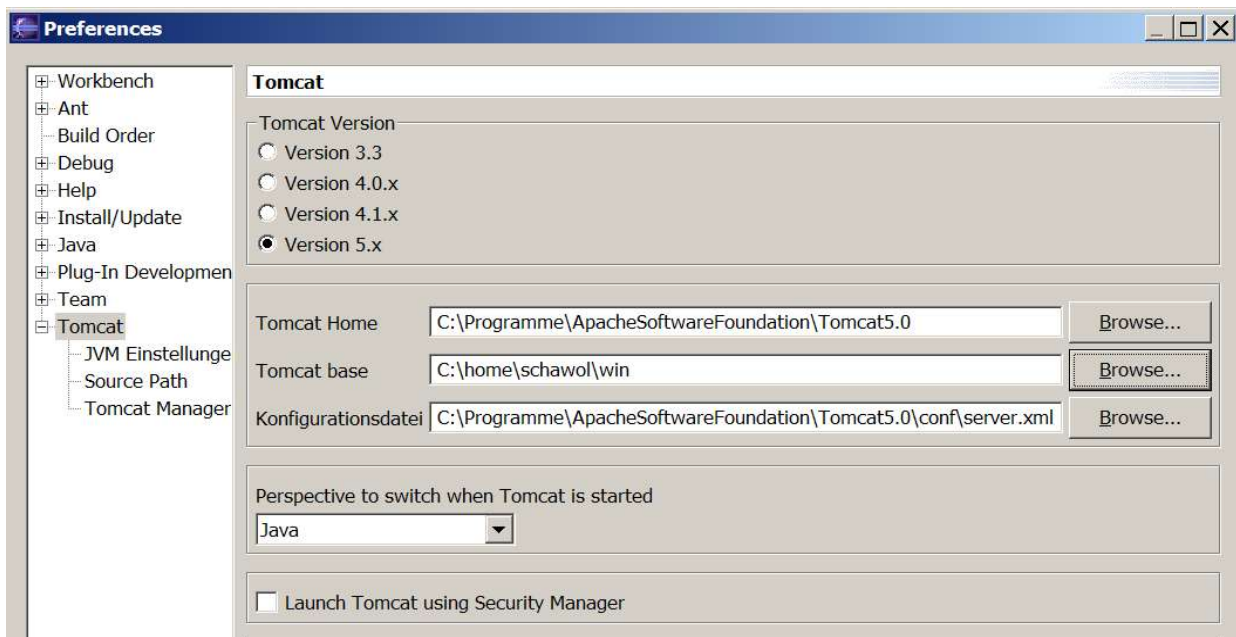 Preferences
Workbench
Ant
Build Order
Debug
Help
Install/Update
Java
Plug-In Developmen
Team
Tomcat
JVM Einstellunge
Source Path
Tomcat Manager
Tomcat
Tomcat Version
Version 3.3
Version 4.0.x
Version 4.1.x
Version 5.x
Tomcat Home C:\Programme\ApacheSoftwareFoundation\Tomcat5.0 Browse...
Tomcat base C:\home\schawol\win Browse...
Konfigurationsdatei C:\Programme\ApacheSoftwareFoundation\Tomcat5.0\conf\server.xml Browse...
Perspective to switch when Tomcat is started
Java
Launch Tomcat using Security Manager